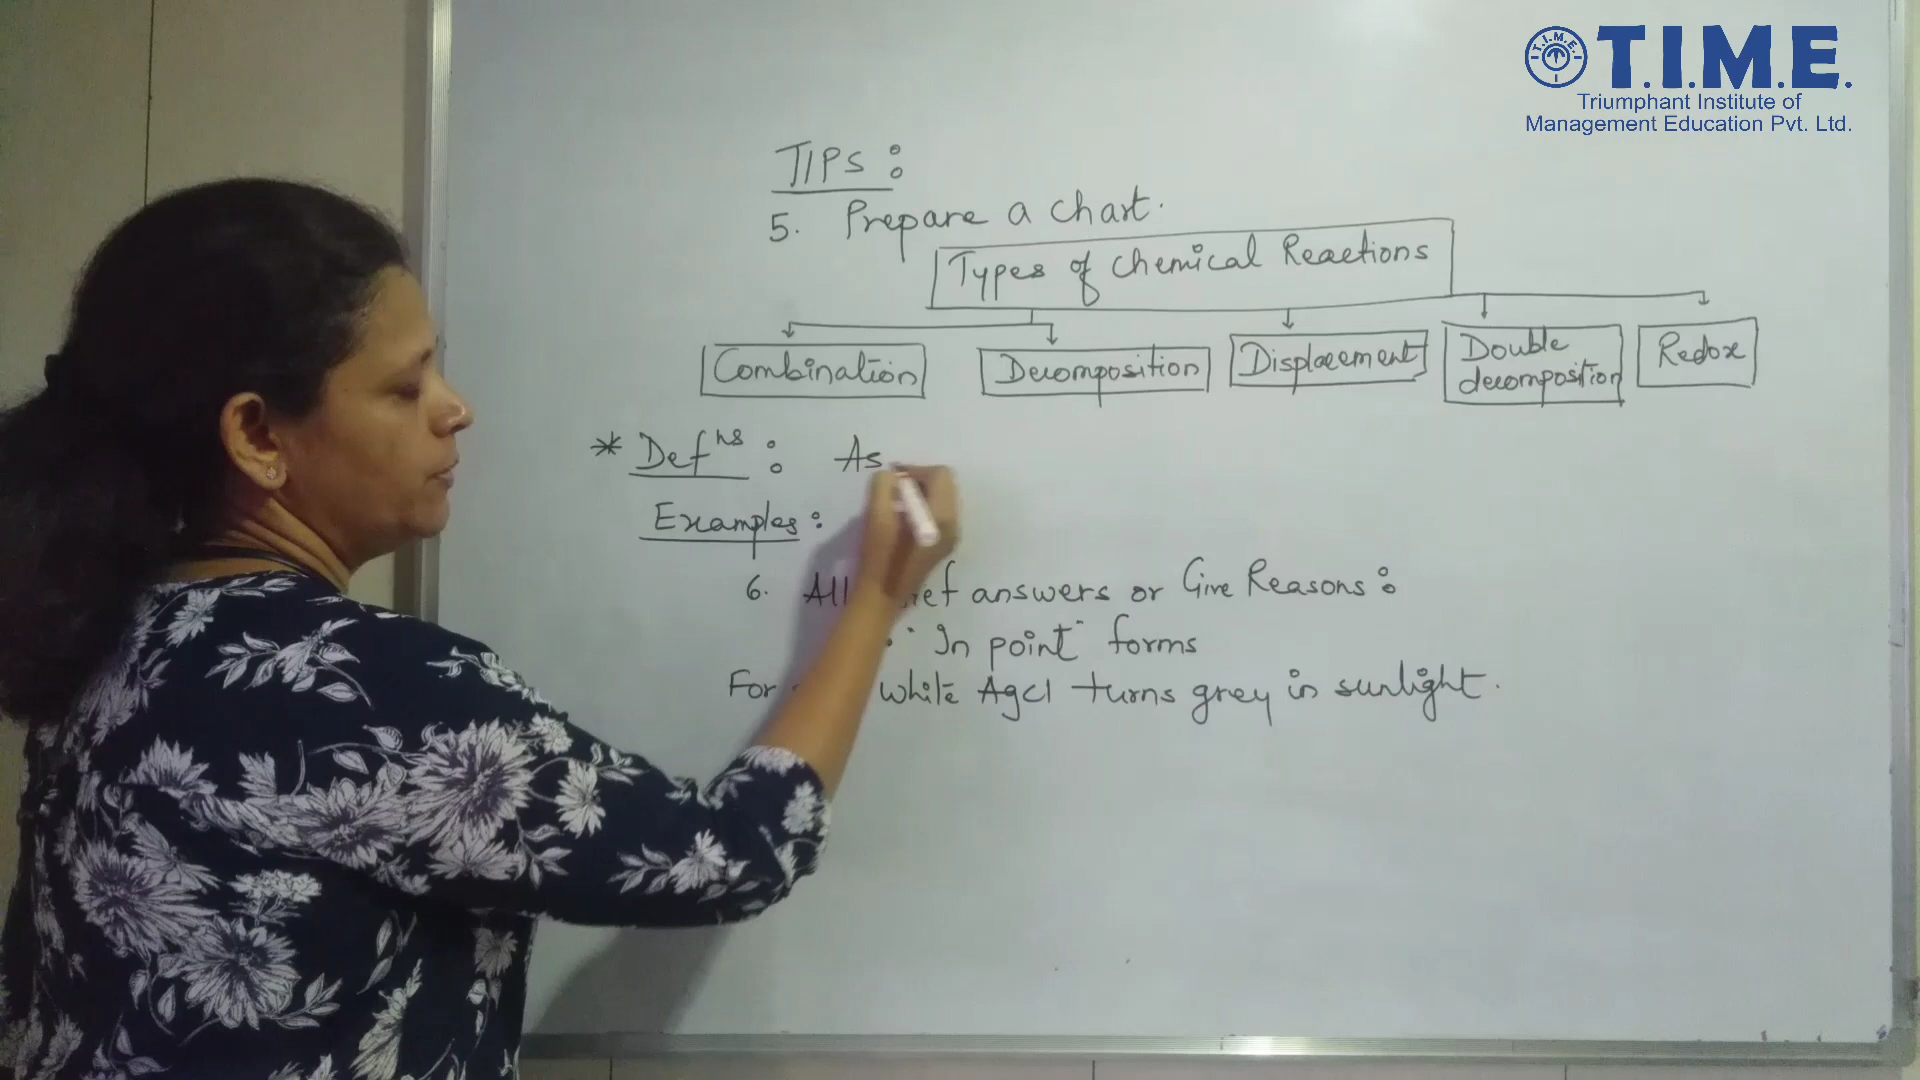 T.I.M.E.
Triumphant Institute of
Management Education Pvt. Ltd.
TIPS:
5. Prepare a chart.
Types of chemical Reactions
Combination
Decomposition
Displacement
Double
decomposition
Redox
* Defns : As
Examples:
6. All answers or Give Reasons:
"In point" forms
For white AgCl turns grey in sunlight.